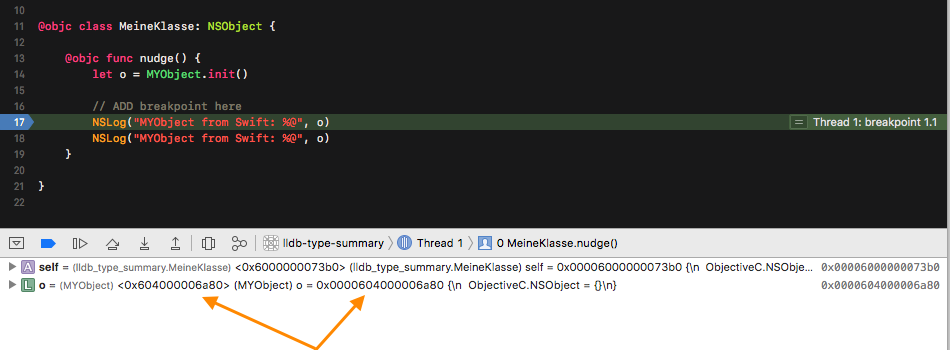 10
11 @objc class MeineKlasse: NSObject {
12
13 @objc func nudge() {
14 let o = MYObject.init()
15
16 // ADD breakpoint here
17 NSLog("MYObject from Swift: %@", o) = Thread 1: breakpoint 1.1
18 NSLog("MYObject from Swift: %@", o)
19 }
20
21 }
22
lldb-type-summary Thread 1 0 MeineKlasse.nudge()
A self = (lldb_type_summary.MeineKlasse) <0x6000000073b0> (lldb_type_summary.MeineKlasse) self = 0x00006000000073b0 {\n ObjectiveC.NSObje... 0x00006000000073b0
L o = (MYObject) <0x604000006a80> (MYObject) o = 0x0000604000006a80 {\n ObjectiveC.NSObject = {}\n} 0x0000604000006a80